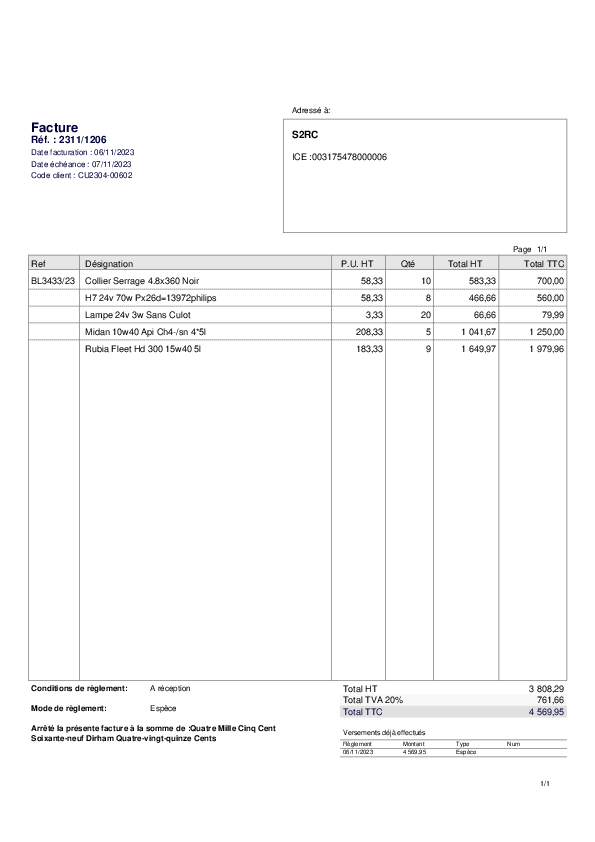 Adressé à:
Facture
Réf. : 2311/1206
Date facturation : 06/11/2023
Date échéance : 07/11/2023
Code client : CU2304-00602
S2RC
ICE :003175478000006
Page 1/1
Ref Désignation P.U. HT Qté Total HT Total TTC
BL3433/23 Collier Serrage 4.8x360 Noir 58,33 10 583,33 700,00
H7 24v 70w Px26d=13972philips 58,33 8 466,66 560,00
Lampe 24v 3w Sans Culot 3,33 20 66,66 79,99
Midan 10w40 Api Ch4-/sn 4*5l 208,33 5 1 041,67 1 250,00
Rubia Fleet Hd 300 15w40 5l 183,33 9 1 649,97 1 979,96
Conditions de règlement: A réception
Mode de règlement: Espèce
Arrêté la présente facture à la somme de :Quatre Mille Cinq Cent
Soixante-neuf Dirham Quatre-vingt-quinze Cents
Total HT 3 808,29
Total TVA 20% 761,66
Total TTC 4 569,95
Versements déjà effectués
Règlement Montant Type Num
06/11/2023 4 569,95 Espèce
1/1